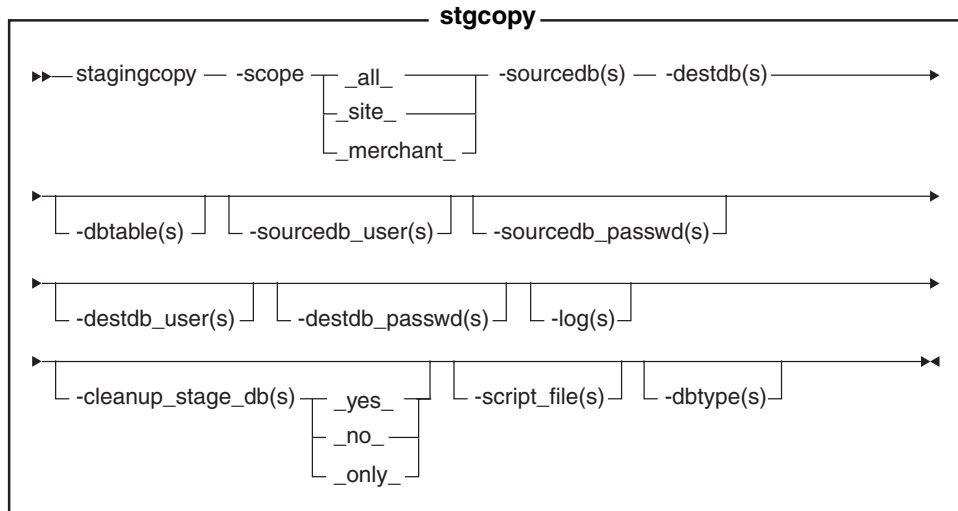 stgcopy
stagingcopy -scope _all_ -sourcedb(s) -destdb(s)
_site_
_merchant_
-dbtable(s) -sourcedb_user(s) -sourcedb_passwd(s)
-destdb_user(s) -destdb_passwd(s) -log(s)
-cleanup_stage_db(s) _yes_ -script_file(s) -dbtype(s)
_no_
_only_